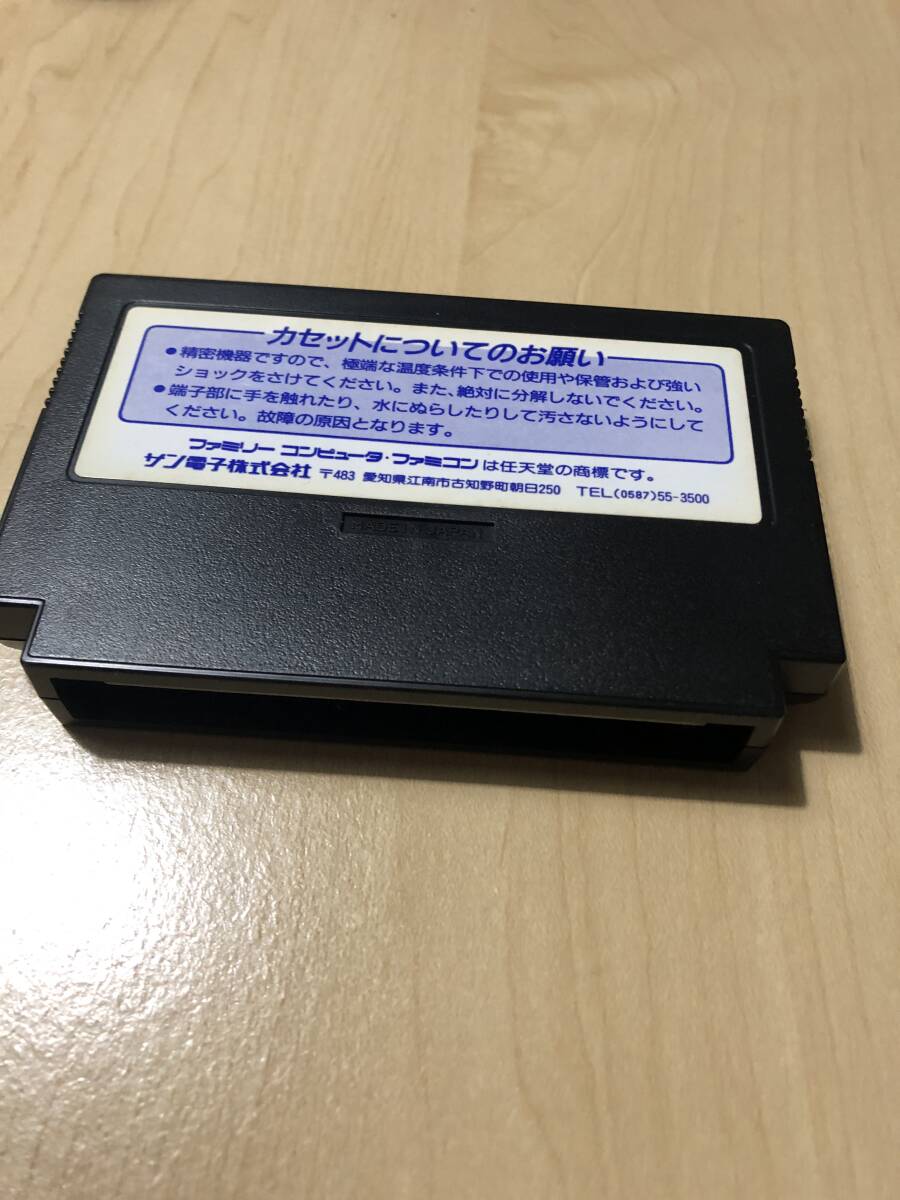 カセットについてのお願い
●精密機器ですので、極端な温度条件下での使用や保管および強い
ショックをさけてください。また、絶対に分解しないでください。
●端子部に手を触れたり、水にぬらしたりして汚さないようにして
ください。故障の原因となります。
ファミリー コンピュータ・ファミコン は任天堂の商標です。
サン電子株式会社 〒483 愛知県江南市古知野町朝日250 TEL(0587)55-3500
MADE IN JAPAN